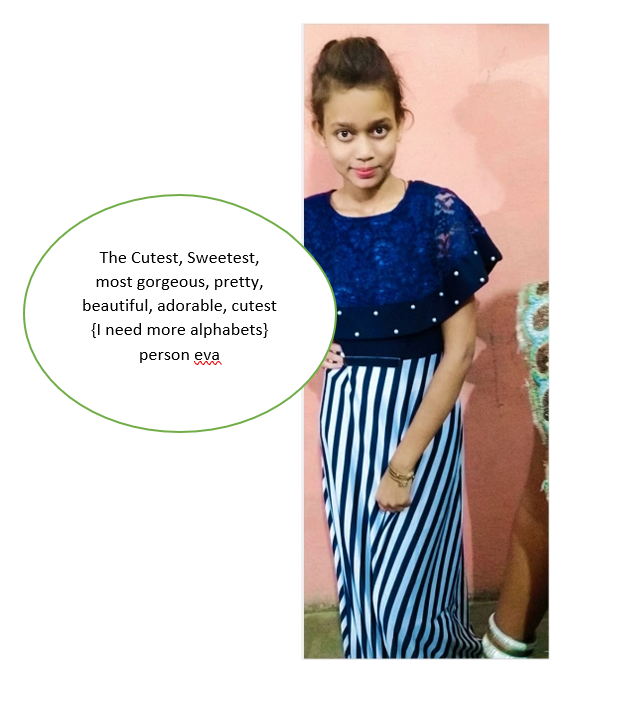 The Cutest, Sweetest,
most gorgeous, pretty,
beautiful, adorable, cutest
{I need more alphabets}
person eva